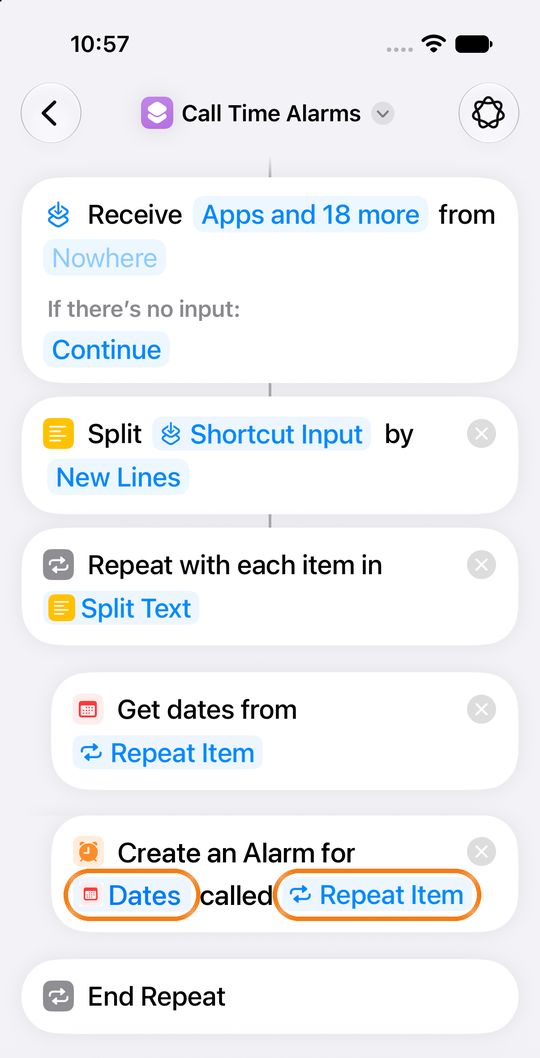 10:57
Call Time Alarms
Receive Apps and 18 more from
Nowhere
If there’s no input:
Continue
Split Shortcut Input by
New Lines
Repeat with each item in
Split Text
Get dates from
Repeat Item
Create an Alarm for
Dates called Repeat Item
End Repeat